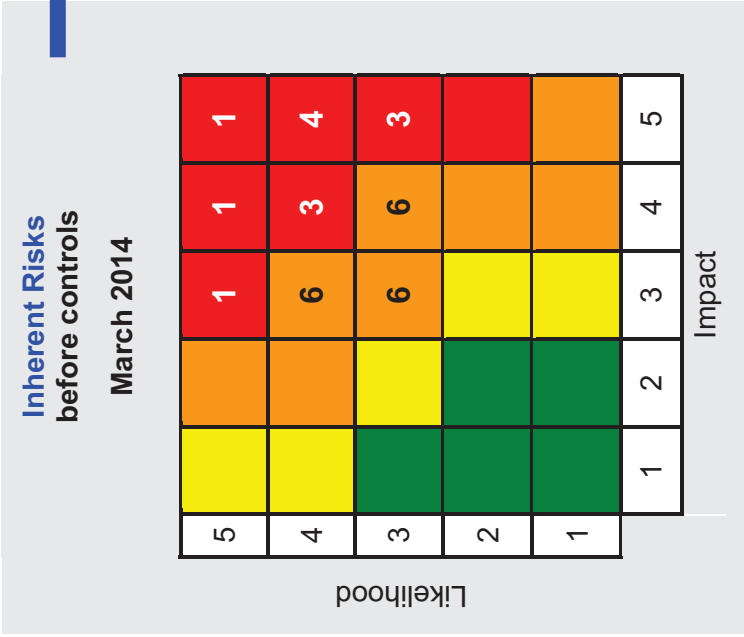 Inherent Risks
before controls
March 2014
Likelihood
5 1 1 1
4 6 3 4
3 6 6 3
2
1
1 2 3 4 5
Impact